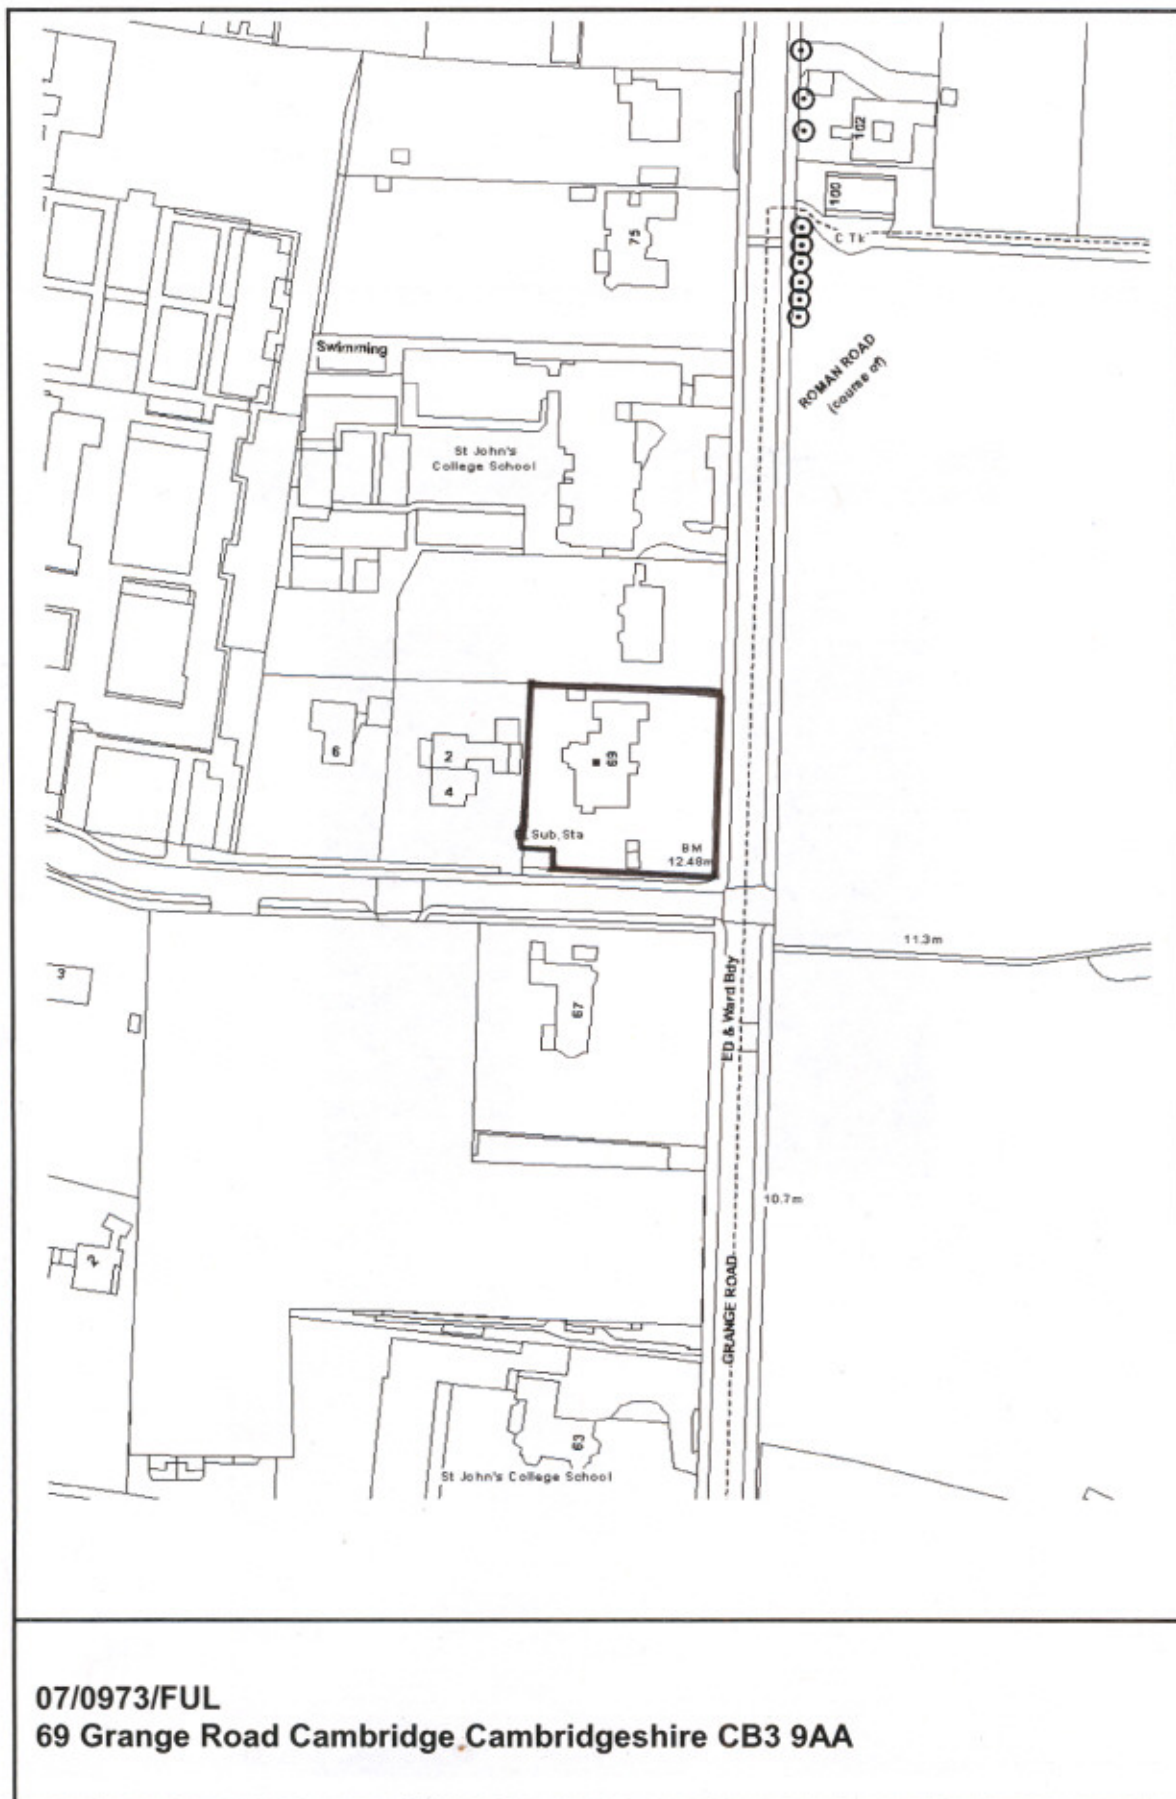 102
100
C Tk
75
ROMAN ROAD
(course of)
Swimming
St John's
College School
69
6
2
4
Sub Sta
BM
12.48m
11.3m
3
67
ED & Ward Bdy
10.7m
2
GRANGE ROAD
63
St John's College School
07/0973/FUL
69 Grange Road Cambridge Cambridgeshire CB3 9AA